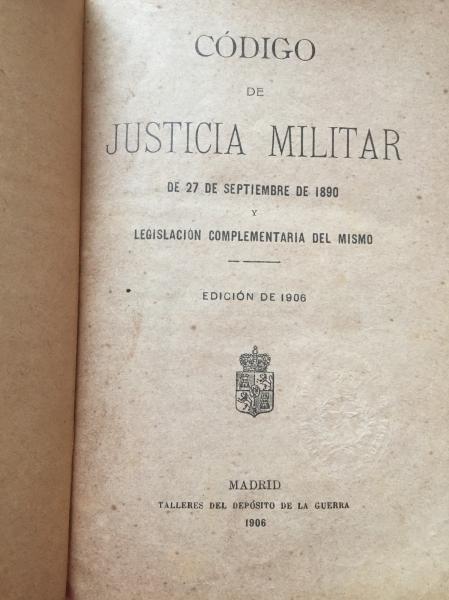 CÓDIGO
DE
JUSTICIA MILITAR
DE 27 DE SEPTIEMBRE DE 1890
Y
LEGISLACIÓN COMPLEMENTARIA DEL MISMO
EDICIÓN DE 1906
MADRID
TALLERES DEL DEPÓSITO DE LA GUERRA
1906